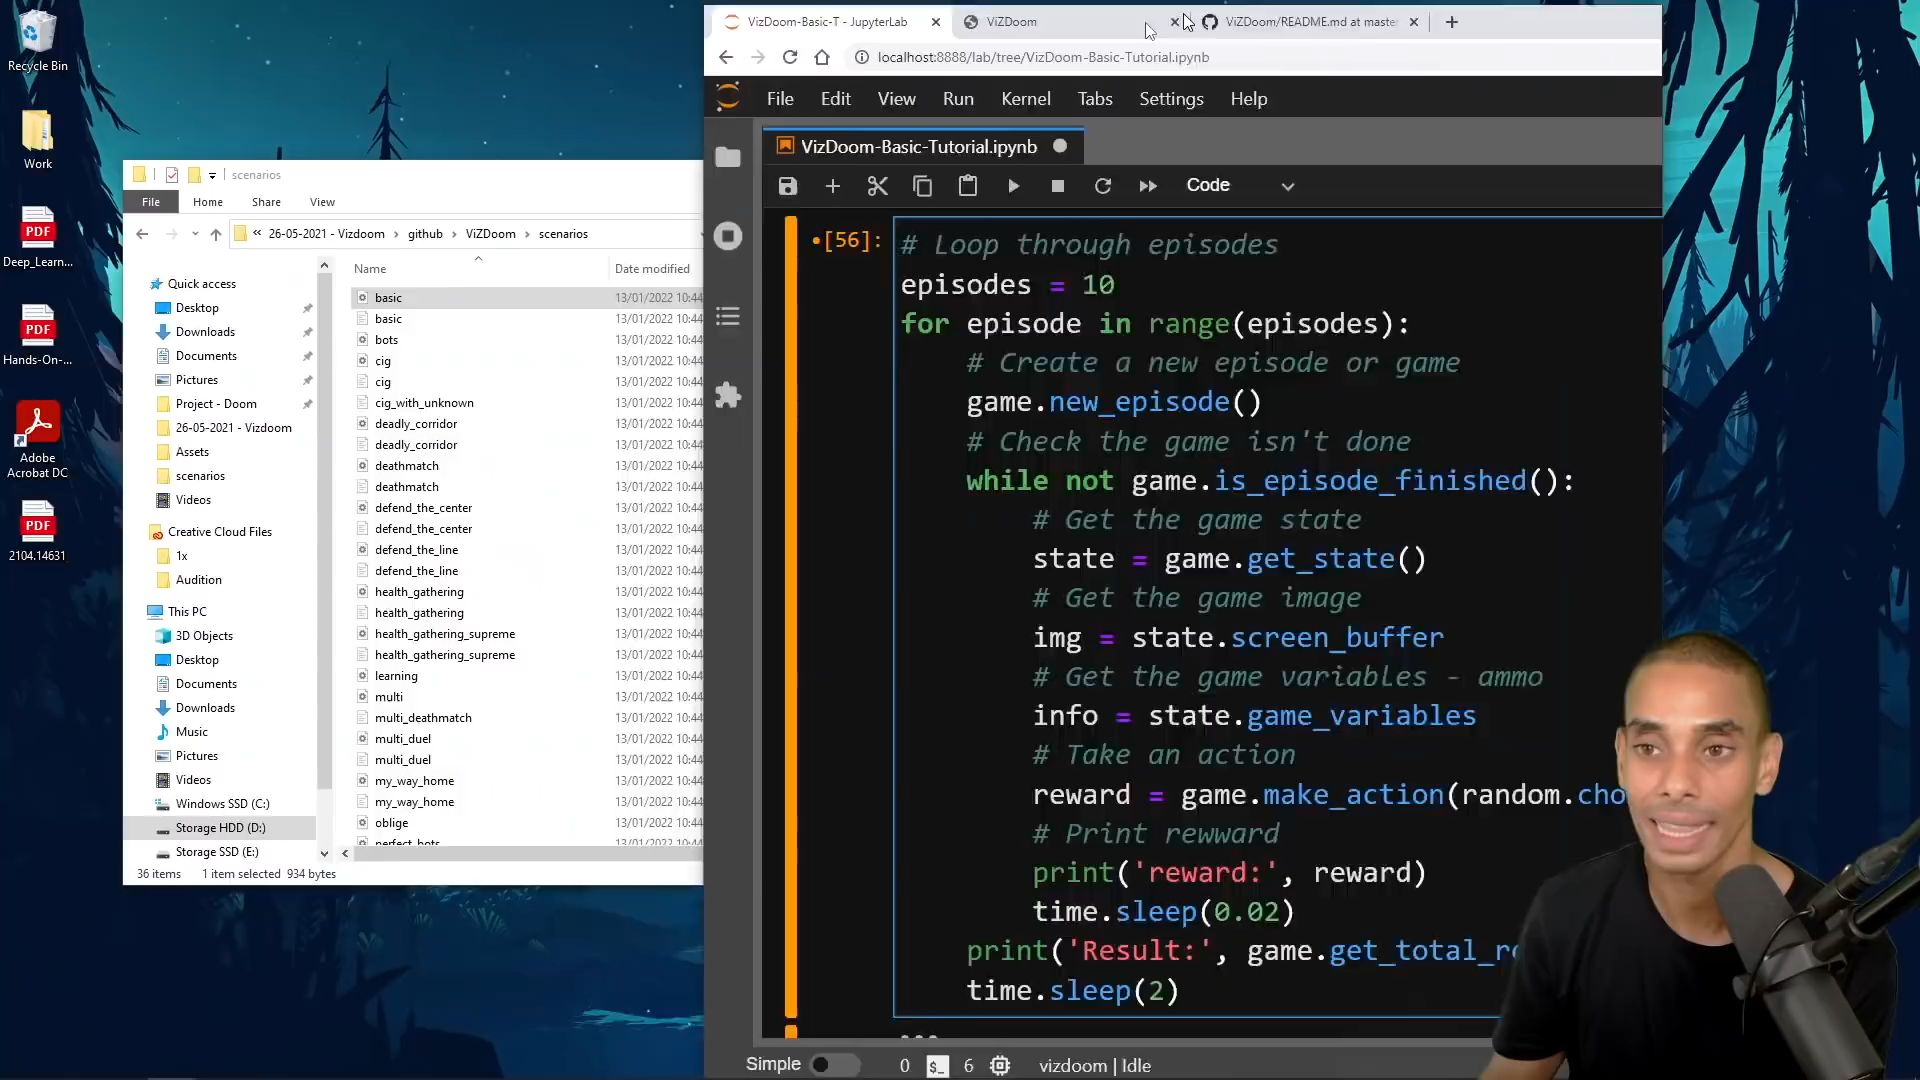 Recycle Bin
Work
Deep_Learn...
Hands-On-...
Adobe
Acrobat DC
2104.14631
PDF
PDF
PDF
scenarios
File Home Share View
« 26-05-2021 - Vizdoom › github › ViZDoom › scenarios
Name Date modified
Quick access
Desktop
Downloads
Documents
Pictures
Project - Doom
26-05-2021 - Vizdoom
Assets
scenarios
Videos
Creative Cloud Files
1x
Audition
This PC
3D Objects
Desktop
Documents
Downloads
Music
Pictures
Videos
Windows SSD (C:)
Storage HDD (D:)
Storage SSD (E:)
basic 13/01/2022 10:44
basic 13/01/2022 10:44
bots 13/01/2022 10:44
cig 13/01/2022 10:44
cig 13/01/2022 10:44
cig_with_unknown 13/01/2022 10:44
deadly_corridor 13/01/2022 10:44
deadly_corridor 13/01/2022 10:44
deathmatch 13/01/2022 10:44
deathmatch 13/01/2022 10:44
defend_the_center 13/01/2022 10:44
defend_the_center 13/01/2022 10:44
defend_the_line 13/01/2022 10:44
defend_the_line 13/01/2022 10:44
health_gathering 13/01/2022 10:44
health_gathering 13/01/2022 10:44
health_gathering_supreme 13/01/2022 10:44
health_gathering_supreme 13/01/2022 10:44
learning 13/01/2022 10:44
multi 13/01/2022 10:44
multi_deathmatch 13/01/2022 10:44
multi_duel 13/01/2022 10:44
multi_duel 13/01/2022 10:44
my_way_home 13/01/2022 10:44
my_way_home 13/01/2022 10:44
oblige 13/01/2022 10:44
perfect_bots 13/01/2022 10:44
36 items 1 item selected 934 bytes
VizDoom-Basic-T - JupyterLab
ViZDoom
ViZDoom/README.md at master
localhost:8888/lab/tree/VizDoom-Basic-Tutorial.ipynb
File Edit View Run Kernel Tabs Settings Help
VizDoom-Basic-Tutorial.ipynb
Code
•[56]:
# Loop through episodes
episodes = 10
for episode in range(episodes):
# Create a new episode or game
game.new_episode()
# Check the game isn't done
while not game.is_episode_finished():
# Get the game state
state = game.get_state()
# Get the game image
img = state.screen_buffer
# Get the game variables - ammo
info = state.game_variables
# Take an action
reward = game.make_action(random.cho
# Print rewward
print('reward:', reward)
time.sleep(0.02)
print('Result:', game.get_total_re
time.sleep(2)
Simple 0 $_ 6 vizdoom | Idle